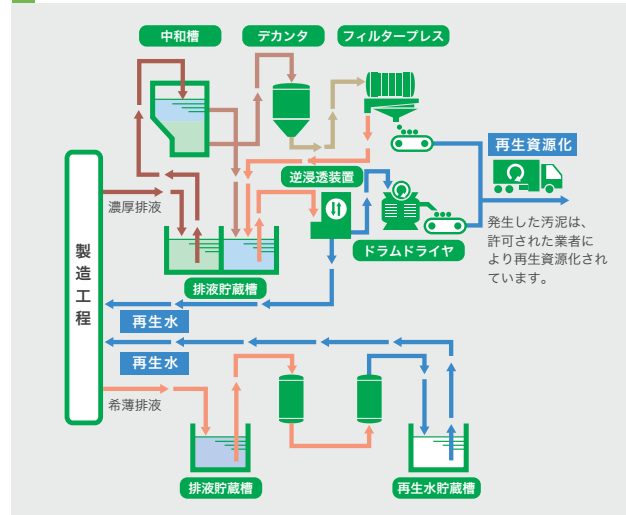 中和槽
デカンタ
フィルタープレス
再生資源化
逆浸透装置
濃厚排液
製造工程
発生した汚泥は、
許可された業者に
より再生資源化され
ています。
ドラムドライヤ
排液貯蔵槽
再生水
再生水
希薄排液
排液貯蔵槽
再生水貯蔵槽